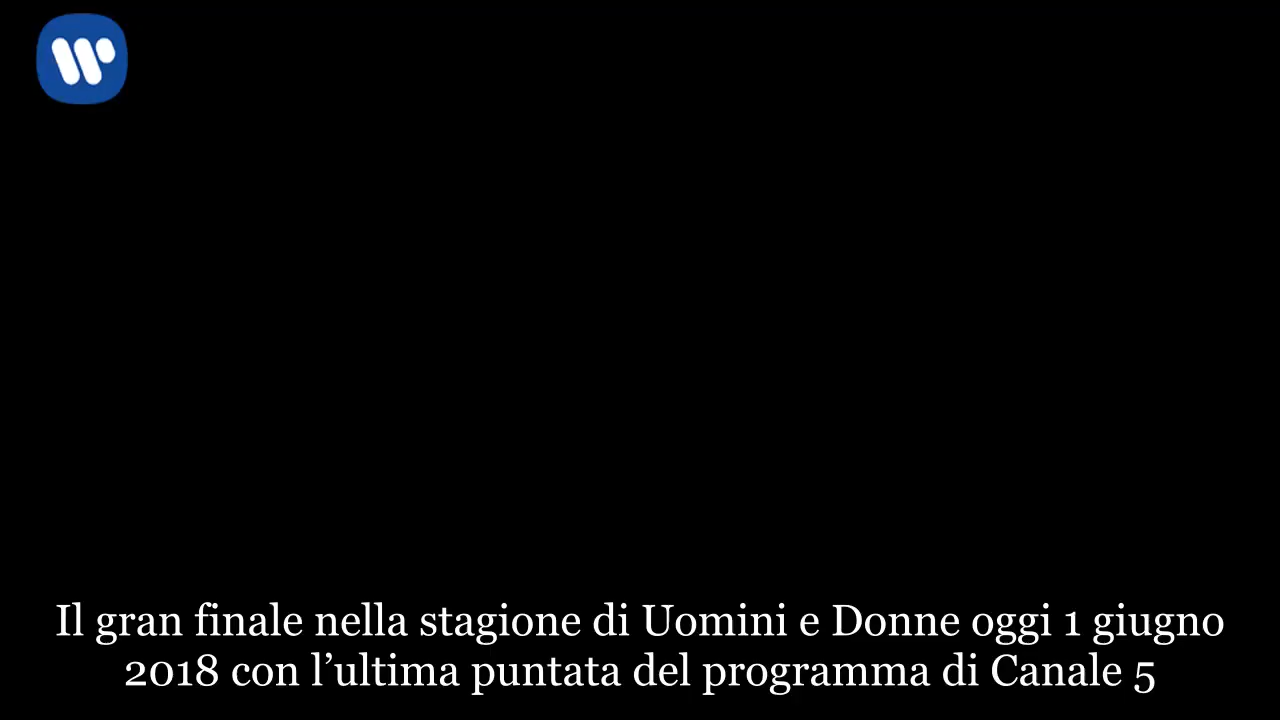 Il gran finale nella stagione di Uomini e Donne oggi 1 giugno
2018 con l’ultima puntata del programma di Canale 5